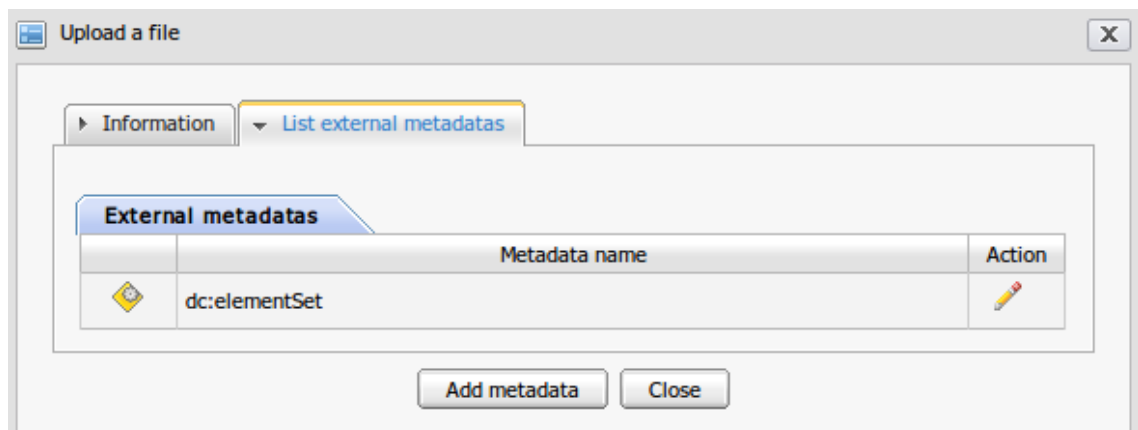 Upload a file X
Information List external metadatas
External metadatas
Metadata name Action
dc:elementSet
Add metadata Close